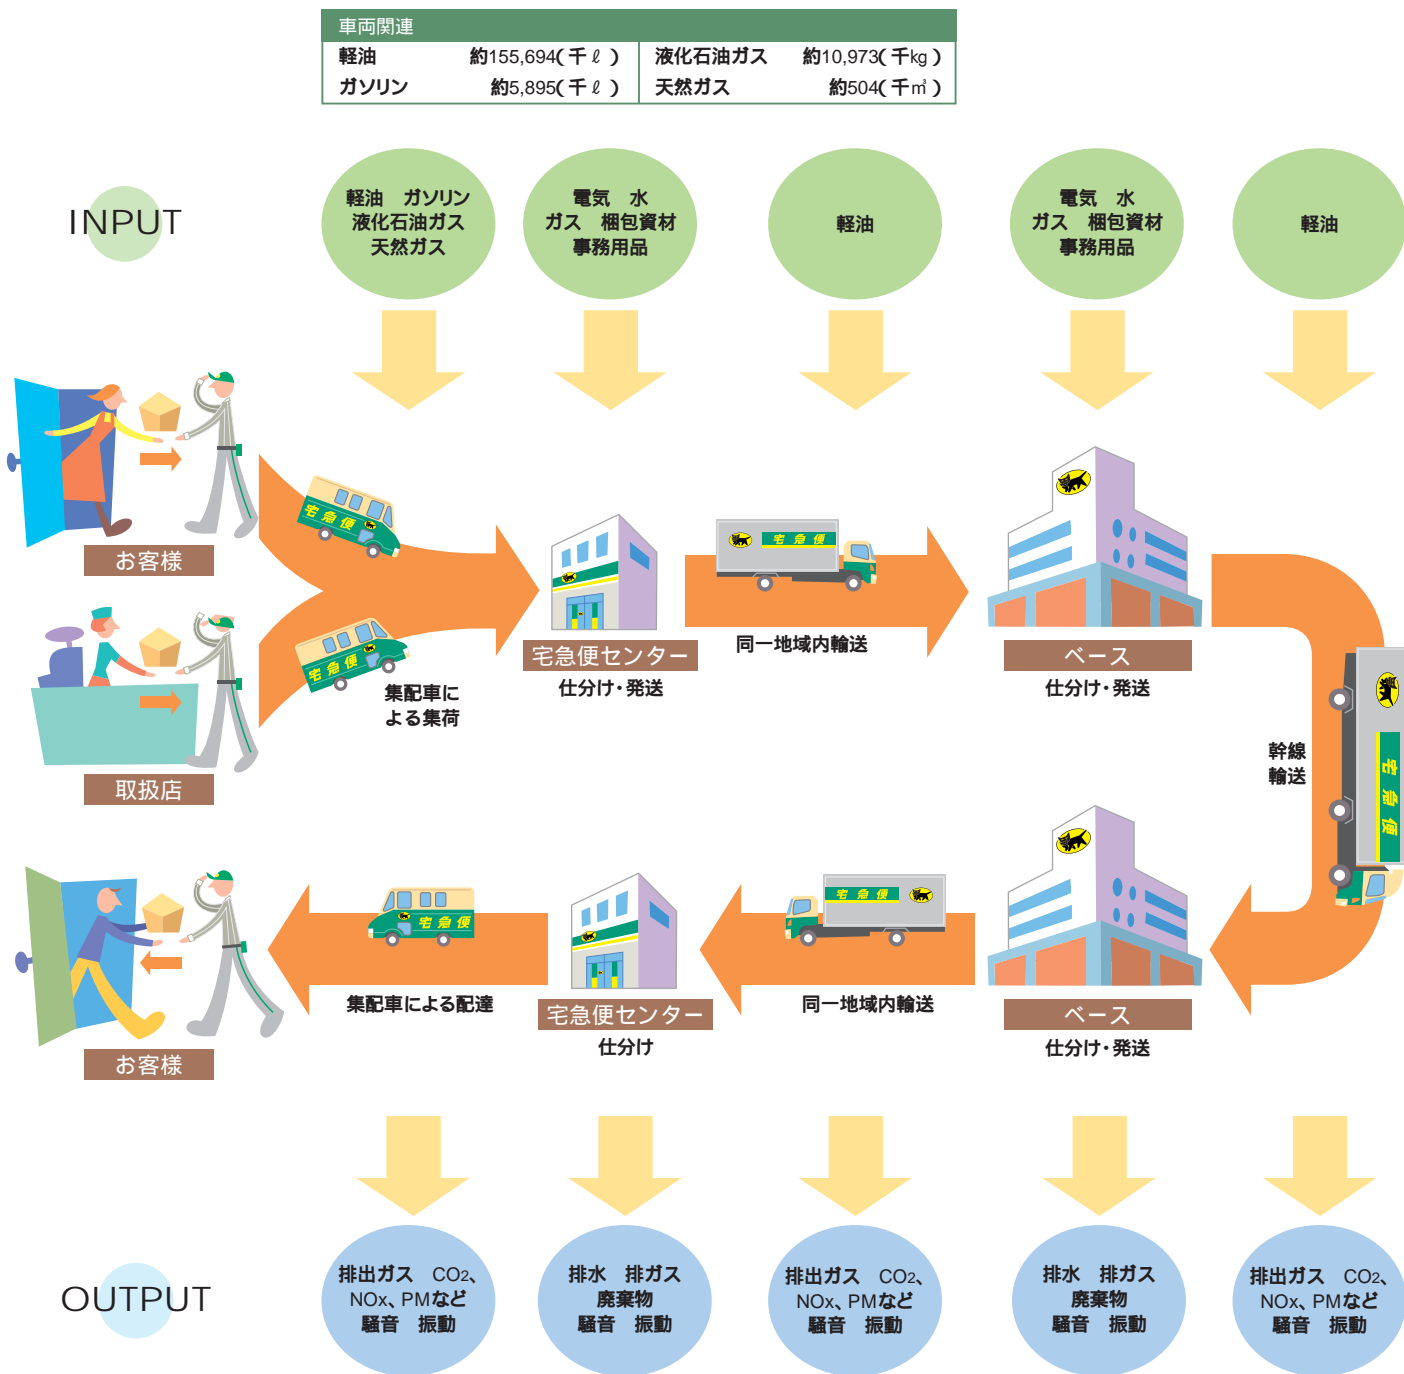 車両関連
軽油 約155,694(千ℓ) 液化石油ガス 約10,973(千kg)
ガソリン 約5,895(千ℓ) 天然ガス 約504(千㎥)
INPUT
軽油 ガソリン
液化石油ガス
天然ガス
電気 水
ガス 梱包資材
事務用品
軽油
電気 水
ガス 梱包資材
事務用品
軽油
お客様
宅急便
宅急便
宅急便
取扱店
宅急便
集配車に
よる集荷
宅急便センター
仕分け・発送
同一地域内輸送
ベース
仕分け・発送
幹線
輸送
宅急便
お客様
宅急便
集配車による配達
宅急便センター
仕分け
宅急便
同一地域内輸送
ベース
仕分け・発送
OUTPUT
排出ガス CO2、
NOx、PMなど
騒音 振動
排水 排ガス
廃棄物
騒音 振動
排出ガス CO2、
NOx、PMなど
騒音 振動
排水 排ガス
廃棄物
騒音 振動
排出ガス CO2、
NOx、PMなど
騒音 振動